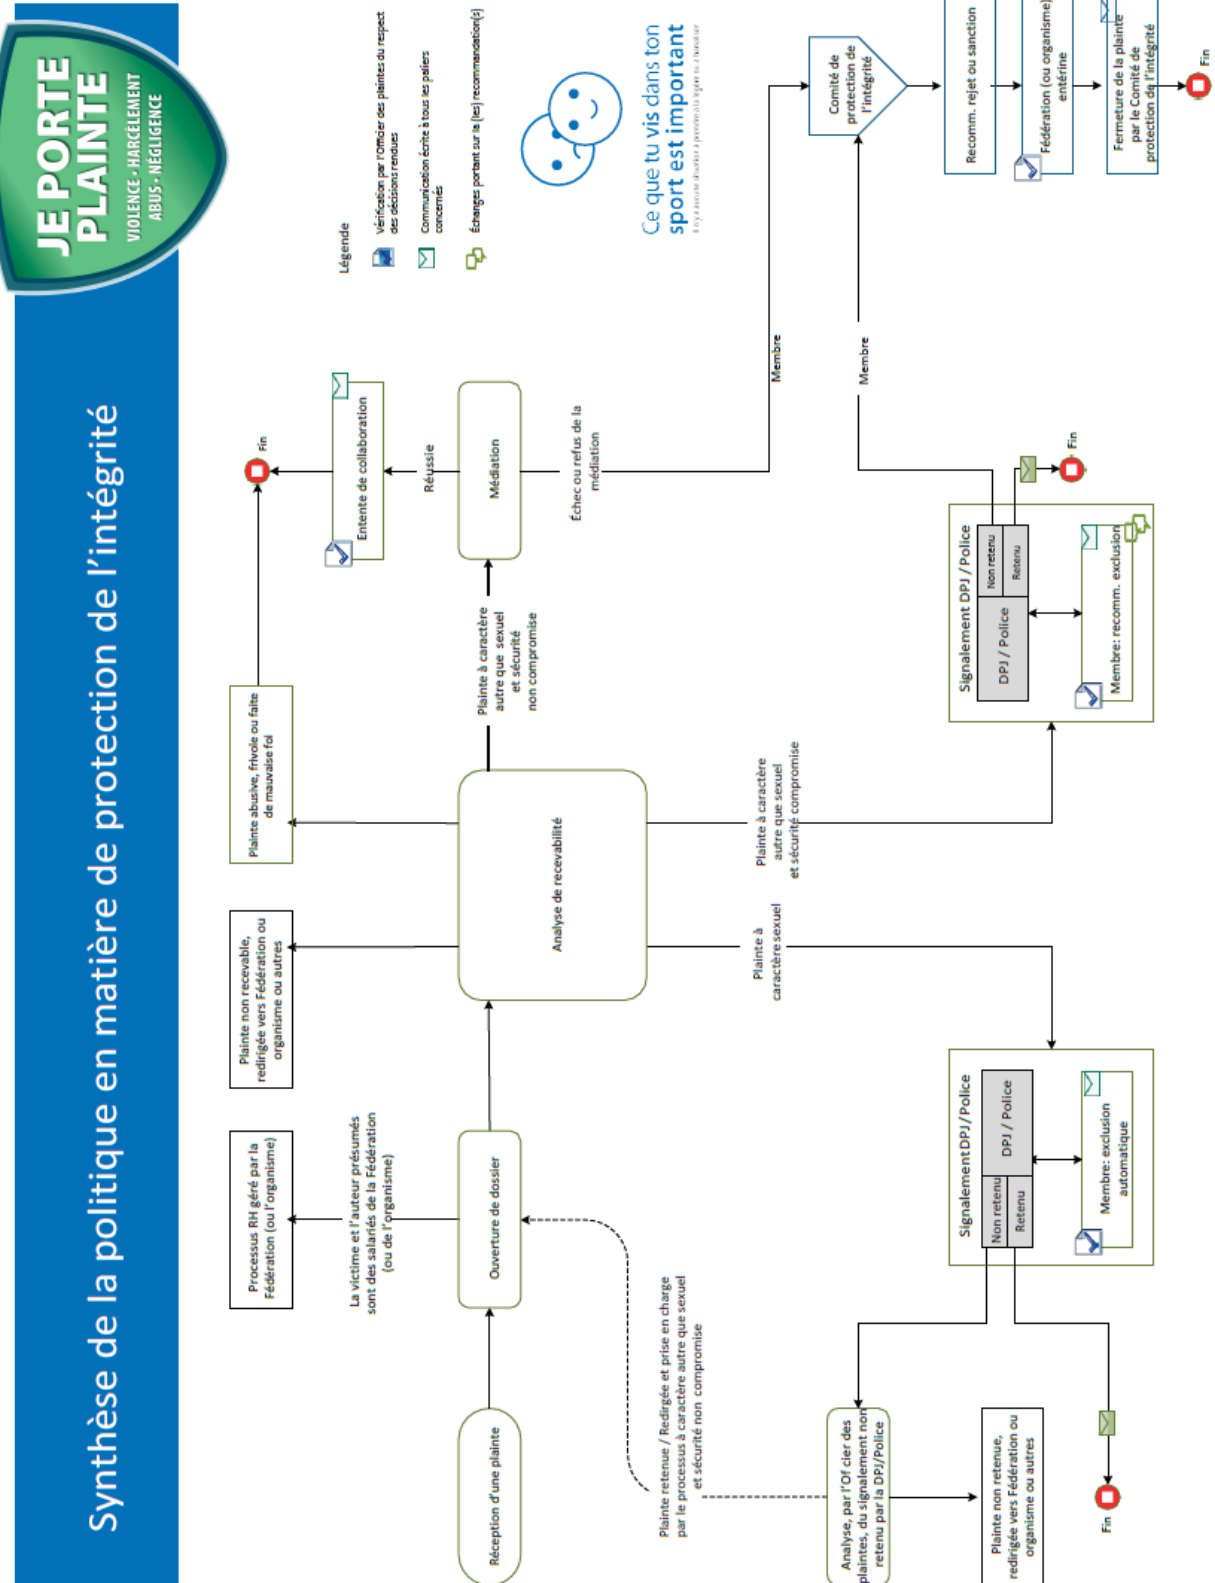 Synthèse de la politique en matière de protection de l'intégrité
JE PORTE
PLAINTE
VIOLENCE • HARCÈLEMENT
ABUS • NÉGLIGENCE
Processus RH géré par la
Fédération (ou l'organisme)
Plainte non recevable,
redirigée vers Fédération ou
organisme ou autres
Plainte abusive, frivole ou faite
de mauvaise foi
Fin
Légende
Vérification par l'Officier des plaintes du respect
des décisions rendues
Communication écrite à tous les paliers
concernés
Échanges portant sur la (les) recommandation(s)
La victime et l'auteur présumés
sont des salariés de la Fédération
(ou de l'organisme)
Entente de collaboration
Réussie
Réception d'une plainte
Ouverture de dossier
Analyse de recevabilité
Plainte à caractère
autre que sexuel
et sécurité
non compromise
Médiation
Échec ou refus de la
médiation
Ce que tu vis dans ton
sport est important
Plainte retenue / Redirgée et prise en charge
par le processus à caractère autre que sexuel
et sécurité non compromise
Plainte à
caractère sexuel
Plainte à caractère
autre que sexuel
et sécurité compromise
Membre
Membre
Comité de
protection de
l'intégrité
Analyse, par l'Of cier des
plaintes, du signalement non
retenu par la DPJ/Police
Signalement DPJ/Police
Non retenu
Retenu
DPJ / Police
Membre: exclusion
automatique
Signalement DPJ / Police
DPJ / Police
Non retenu
Retenu
Membre: recomm. exclusion
Fin
Recomm. rejet ou sanction
Fédération (ou organisme)
entérine
Fermeture de la plainte
par le Comité de
protection de l'intégrité
Fin
Plainte non retenue,
redirigée vers Fédération ou
organisme ou autres
Fin